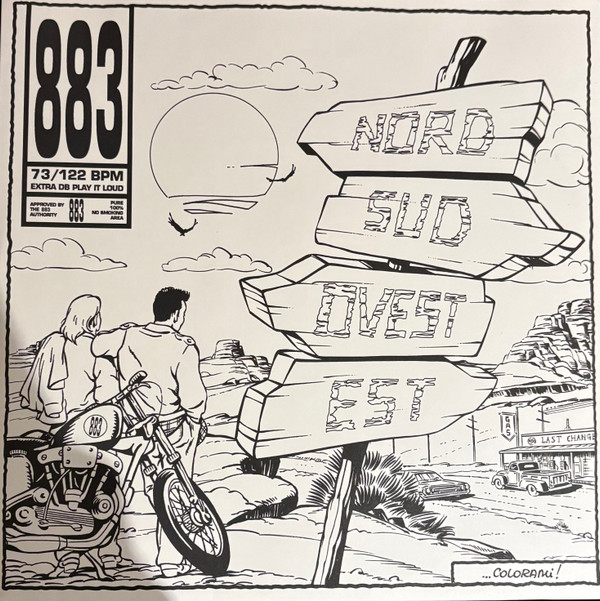 883
73/122 BPM
EXTRA DB PLAY IT LOUD
APPROVED BY
THE 883
AUTHORITY
883
PURE
100%
NO SMOKING
AREA
NORD
SUD
OVEST
EST
883
GAS
LAST CHANCE
...COLORAMI!